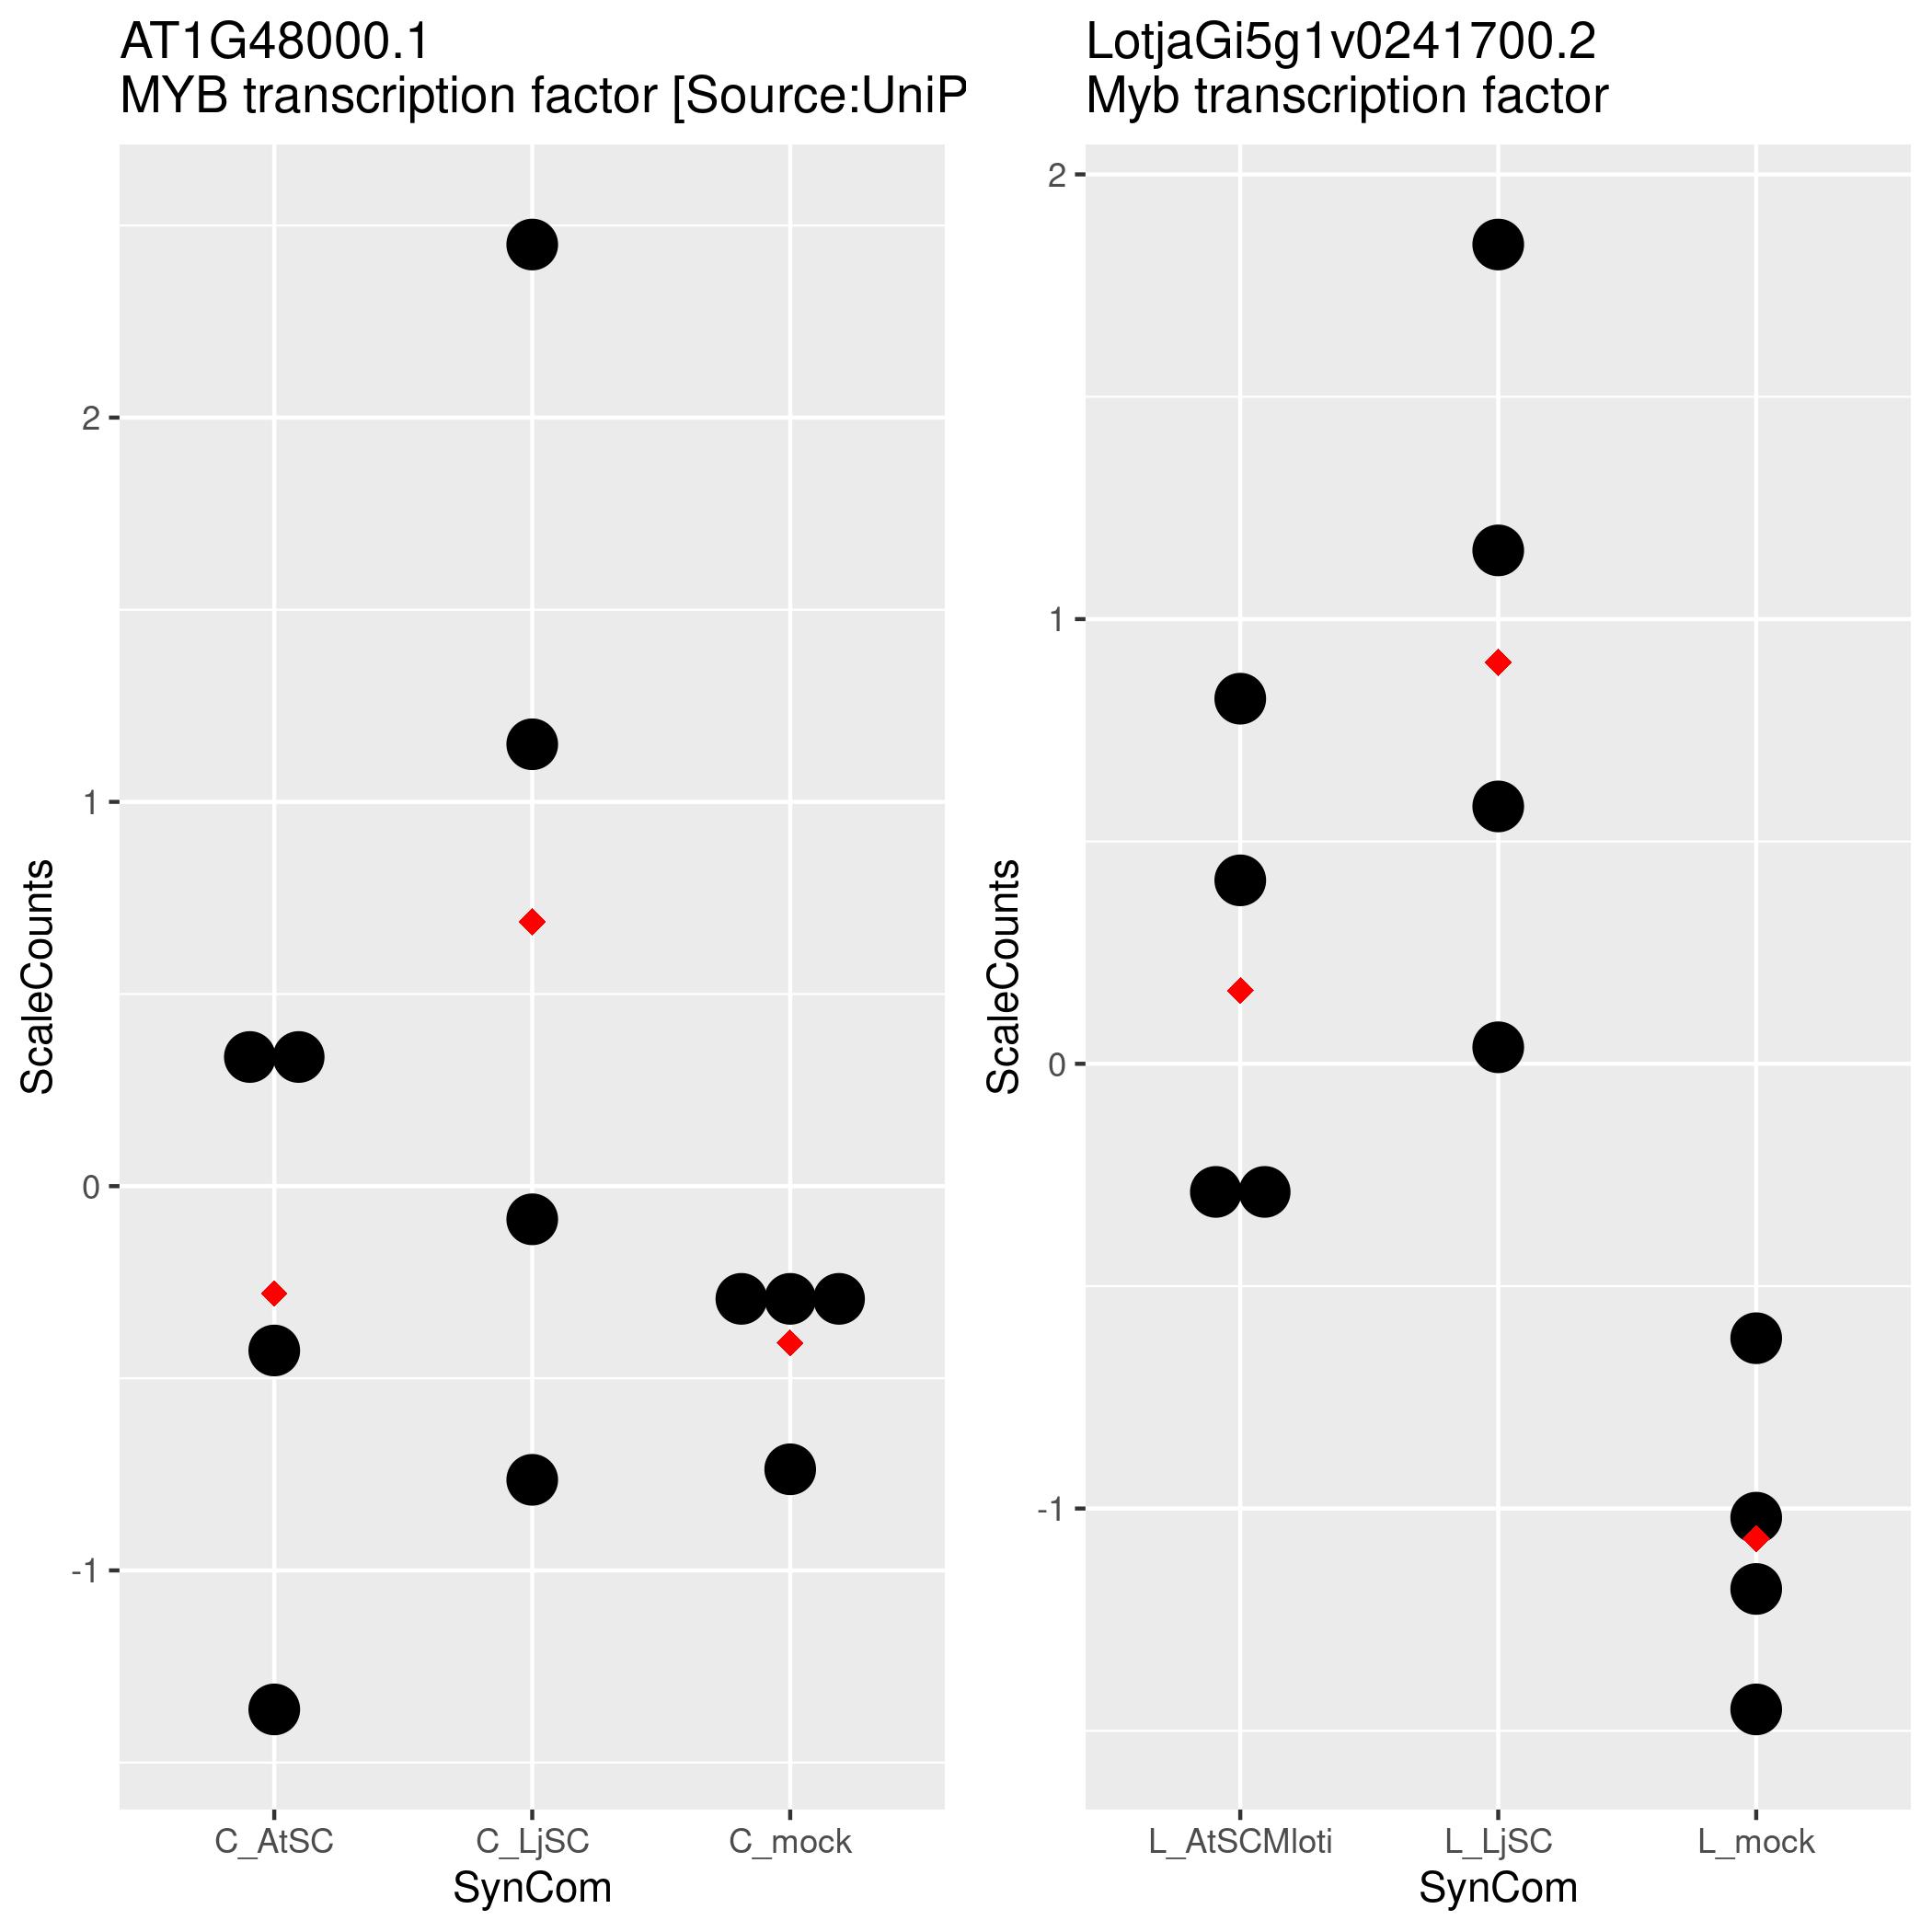 AT1G48000.1
MYB transcription factor [Source:UniP
ScaleCounts
2
1
0
-1
C_AtSC C_LjSC C_mock
SynCom
LotjaGi5g1v0241700.2
Myb transcription factor
ScaleCounts
2
1
0
-1
L_AtSCMloti L_LjSC L_mock
SynCom